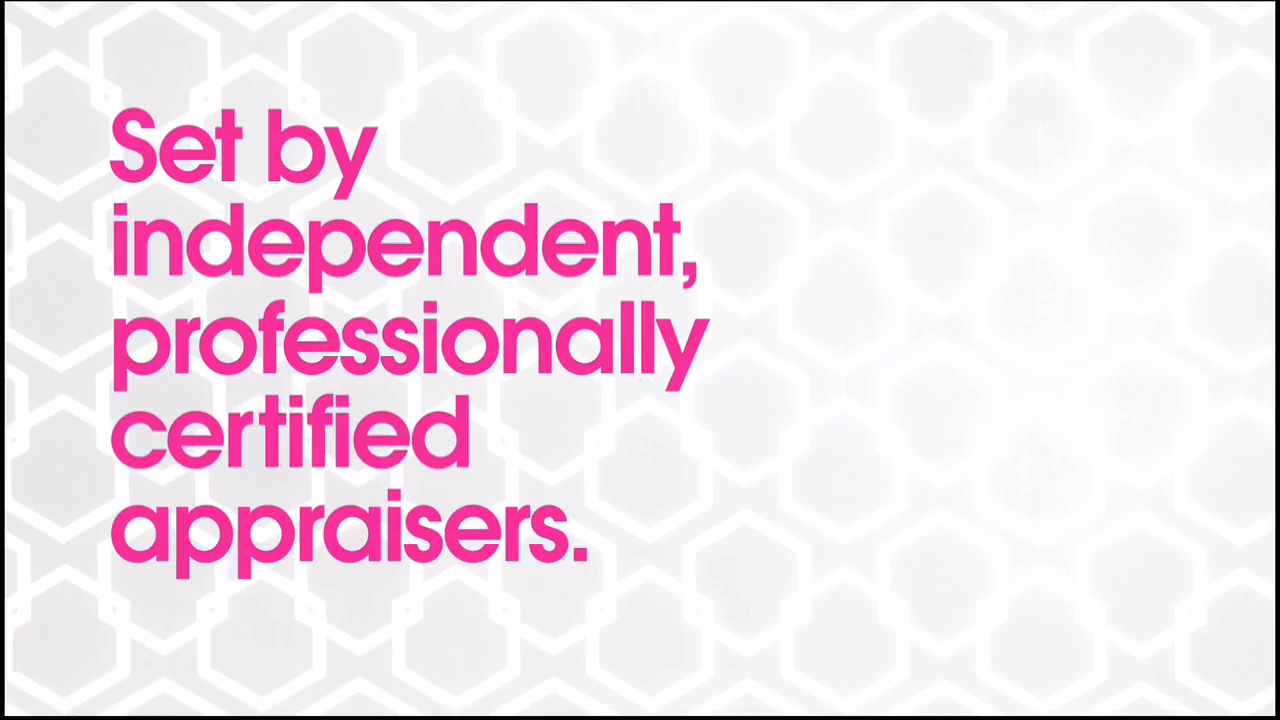 Set by
independent,
professionally
certified
appraisers.